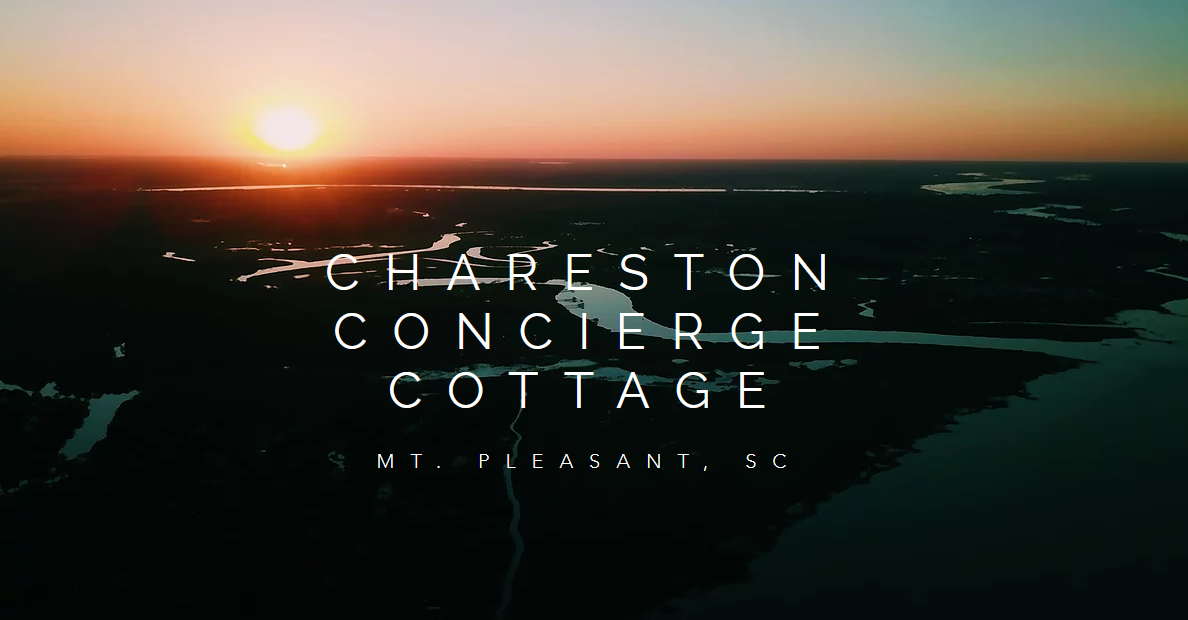 CHARESTON
CONCIERGE
COTTAGE
MT. PLEASANT, SC